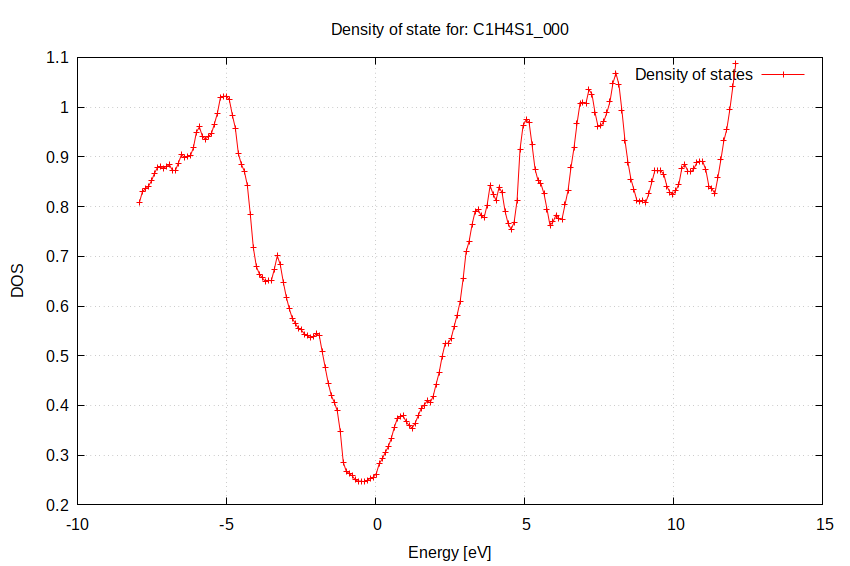 Density of state for: C1H4S1_000
Density of states
1.1
1
0.9
0.8
0.7
0.6
0.5
0.4
0.3
0.2
DOS
-10 -5 0 5 10 15
Energy [eV]